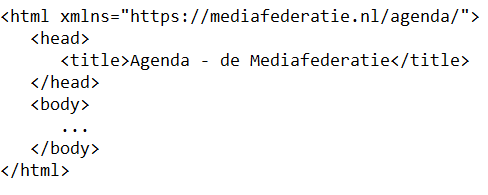 <html xmlns="https://mediafederatie.nl/agenda/">
<head>
<title>Agenda - de Mediafederatie</title>
</head>
<body>
...
</body>
</html>